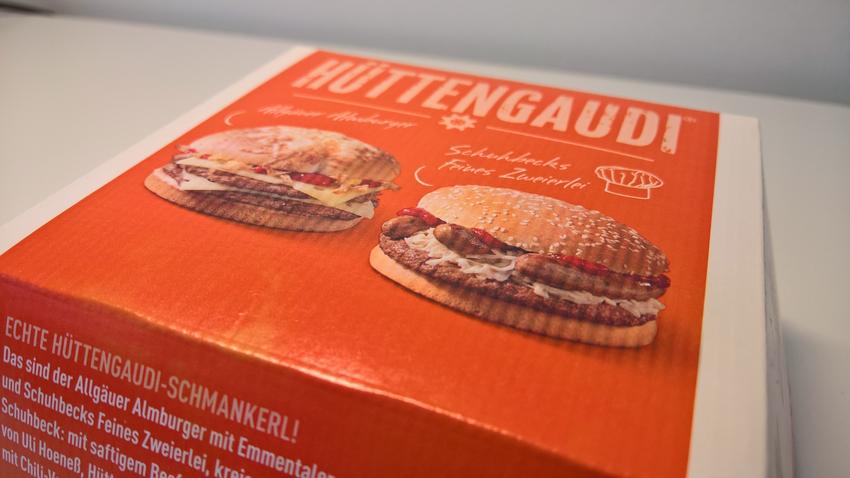 HÜTTENGAUDI
Allgäuer Almburger
Schuhbecks
Feines Zweierlei
ECHTE HÜTTENGAUDI-SCHMANKERL!
Das sind der Allgäuer Almburger mit Emmentaler
und Schuhbecks Feines Zweierlei, kreiert
Schuhbeck: mit saftigem
von Uli Hoeneß,
mit